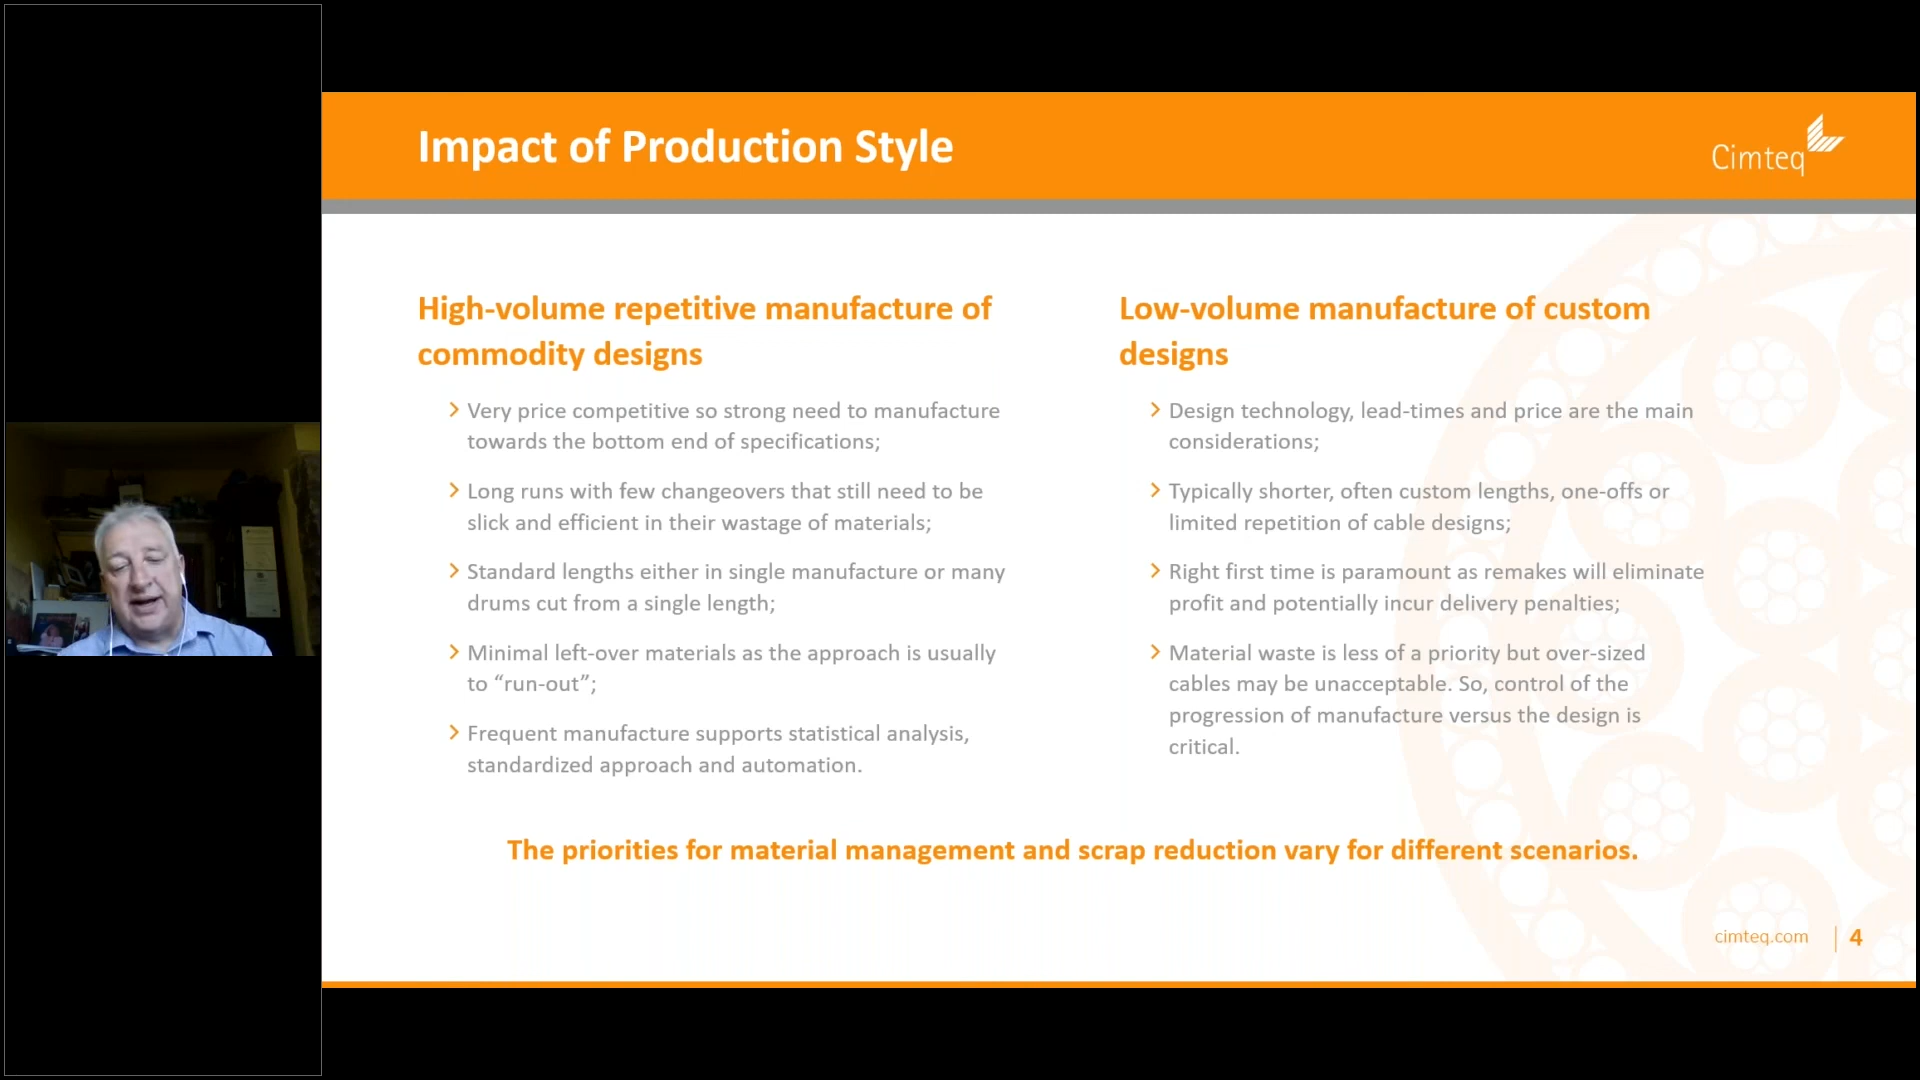 Impact of Production Style
Cimteq
High-volume repetitive manufacture of
commodity designs
Very price competitive so strong need to manufacture
towards the bottom end of specifications;
Long runs with few changeovers that still need to be
slick and efficient in their wastage of materials;
Standard lengths either in single manufacture or many
drums cut from a single length;
Minimal left-over materials as the approach is usually
to “run-out”;
Frequent manufacture supports statistical analysis,
standardized approach and automation.
Low-volume manufacture of custom
designs
Design technology, lead-times and price are the main
considerations;
Typically shorter, often custom lengths, one-offs or
limited repetition of cable designs;
Right first time is paramount as remakes will eliminate
profit and potentially incur delivery penalties;
Material waste is less of a priority but over-sized
cables may be unacceptable. So, control of the
progression of manufacture versus the design is
critical.
The priorities for material management and scrap reduction vary for different scenarios.
cimteq.com | 4